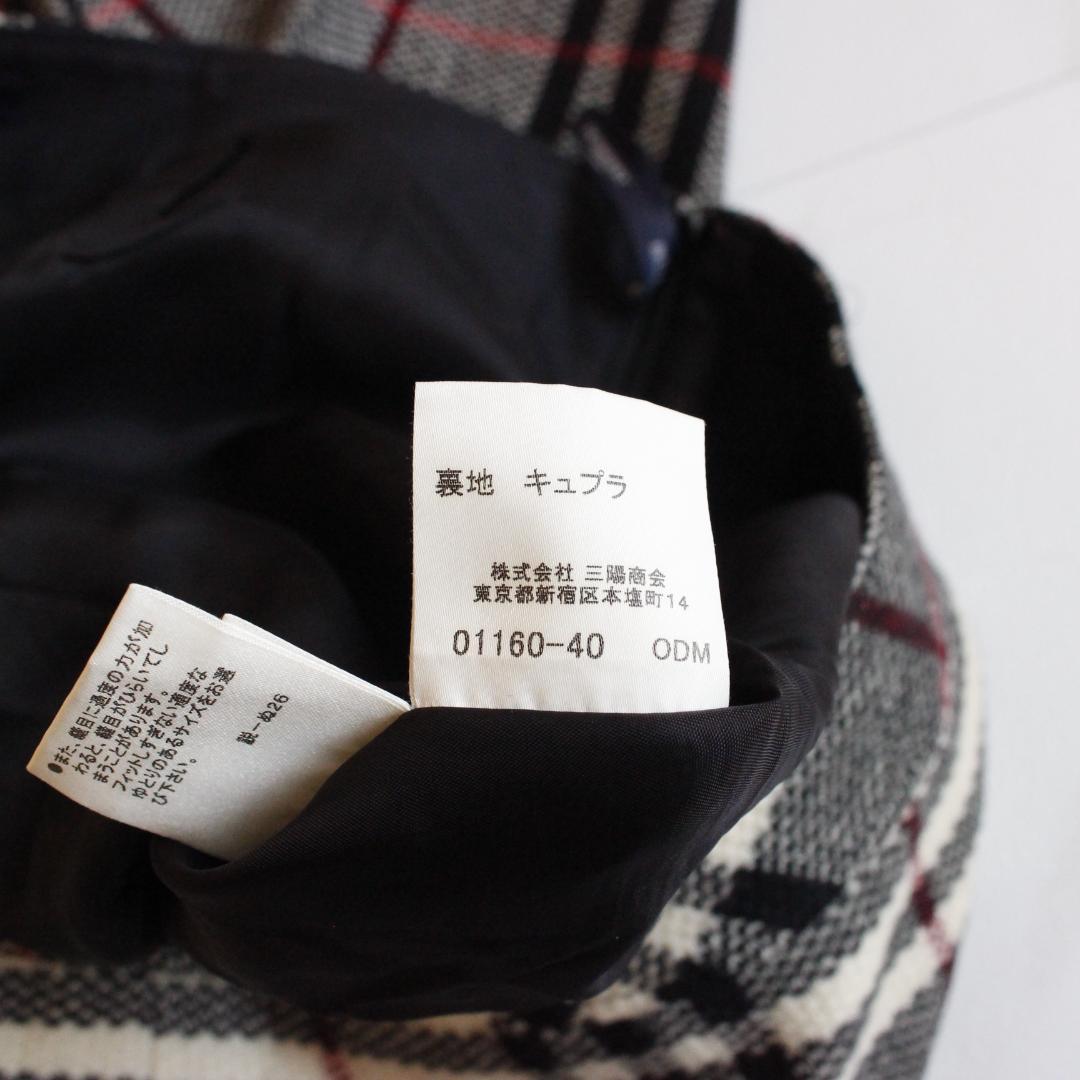 裏地 キュプラ
株式会社 三陽商会
東京都新宿区本塩町14
01160-40 ODM
●また、縫目に過度の力が加
わると、縫目がひらいてし
まうことがあります。
フィットしすぎない適度な
ゆとりのあるサイズをお選
び下さい。
説-ぬ26